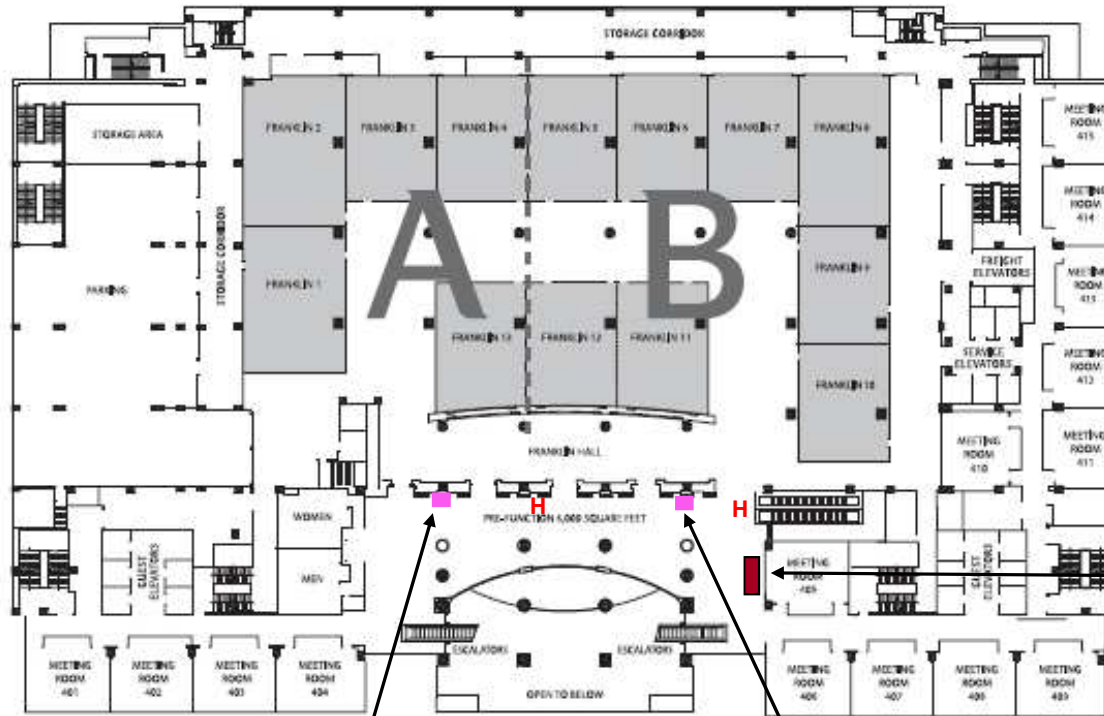 STORAGE CORRIDOR
STORAGE AREA
FRANKLIN 2
FRANKLIN 3
FRANKLIN 4
FRANKLIN 5
FRANKLIN 6
FRANKLIN 7
FRANKLIN 8
MEETING
ROOM
415
A
B
MEETING
ROOM
414
STORAGE CORRIDOR
PARKING
FRANKLIN 1
FRANKLIN 9
FREIGHT
ELEVATORS
MEETING
ROOM
413
FRANKLIN 13
FRANKLIN 12
FRANKLIN 11
SERVICE
ELEVATORS
MEETING
ROOM
412
FRANKLIN 10
FRANKLIN HALL
MEETING
ROOM
410
MEETING
ROOM
411
WOMEN
H
H
PRE-FUNCTION 6,000 SQUARE FEET
GUEST
ELEVATORS
MEN
MEETING
ROOM
405
GUEST
ELEVATORS
ESCALATORS
ESCALATORS
MEETING
ROOM
401
MEETING
ROOM
402
MEETING
ROOM
403
MEETING
ROOM
404
OPEN TO BELOW
MEETING
ROOM
406
MEETING
ROOM
407
MEETING
ROOM
408
MEETING
ROOM
409